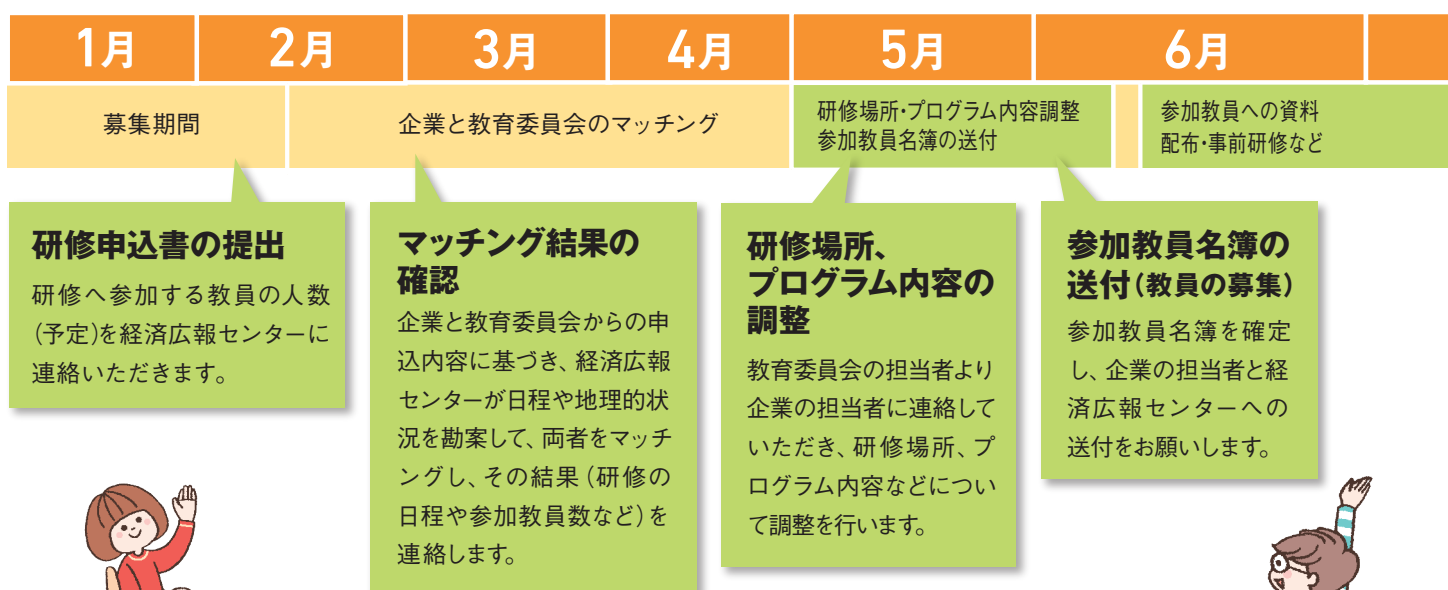 1月
2月
3月
4月
5月
6月
募集期間
企業と教育委員会のマッチング
研修場所・プログラム内容調整
参加教員名簿の送付
参加教員への資料
配布・事前研修など
研修申込書の提出
研修へ参加する教員の人数
(予定)を経済広報センターに
連絡いただきます。
マッチング結果の
確認
企業と教育委員会からの申
込内容に基づき、経済広報
センターが日程や地理的状
況を勘案して、両者をマッチ
ングし、その結果(研修の
日程や参加教員数など)を
連絡します。
研修場所、
プログラム内容の
調整
教育委員会の担当者より
企業の担当者に連絡して
いただき、研修場所、プ
ログラム内容などについ
て調整を行います。
参加教員名簿の
送付(教員の募集)
参加教員名簿を確定
し、企業の担当者と経
済広報センターへの
送付をお願いします。